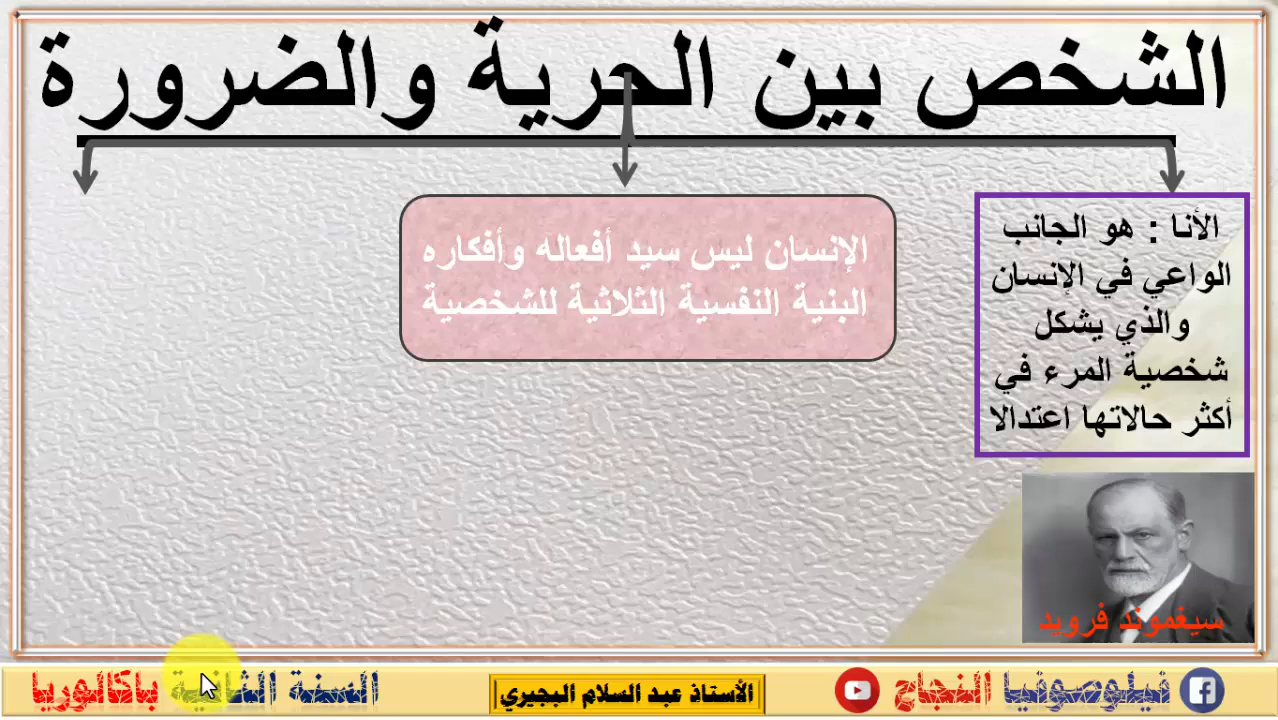 الشخص بين الحرية والضرورة
الأنا : هو الجانب
الواعي في الإنسان
والذي يشكل
شخصية المرء في
أكثر حالاتها اعتدالا
سيغموند فرويد
الإنسان ليس سيد أفعاله وأفكاره
البنية النفسية الثلاثية للشخصية
فيلوصوفيا النجاح
الأستاذ عبد السلام البجيري
السنة الثانية باكالوريا